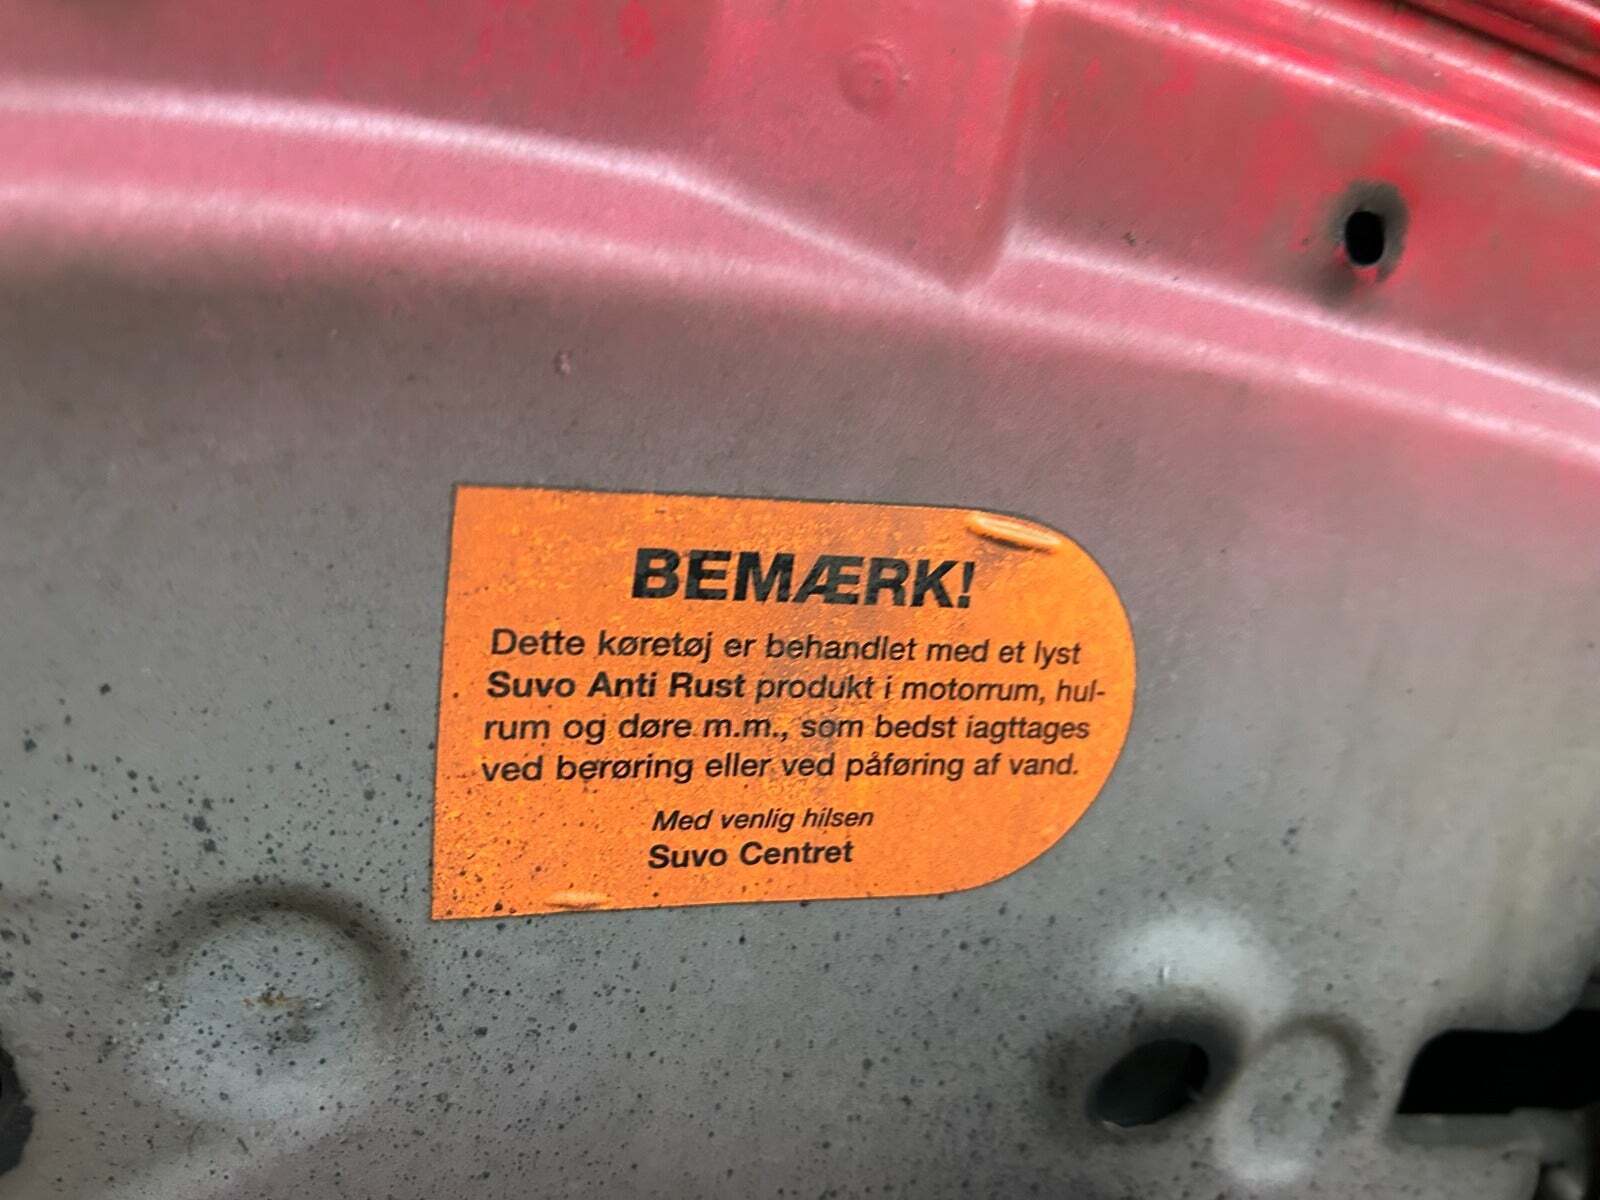 BEMÆRK!
Dette køretøj er behandlet med et lyst
Suvo Anti Rust produkt i motorrum, hul-
rum og døre m.m., som bedst iagttages
ved berøring eller ved påføring af vand.
Med venlig hilsen
Suvo Centret